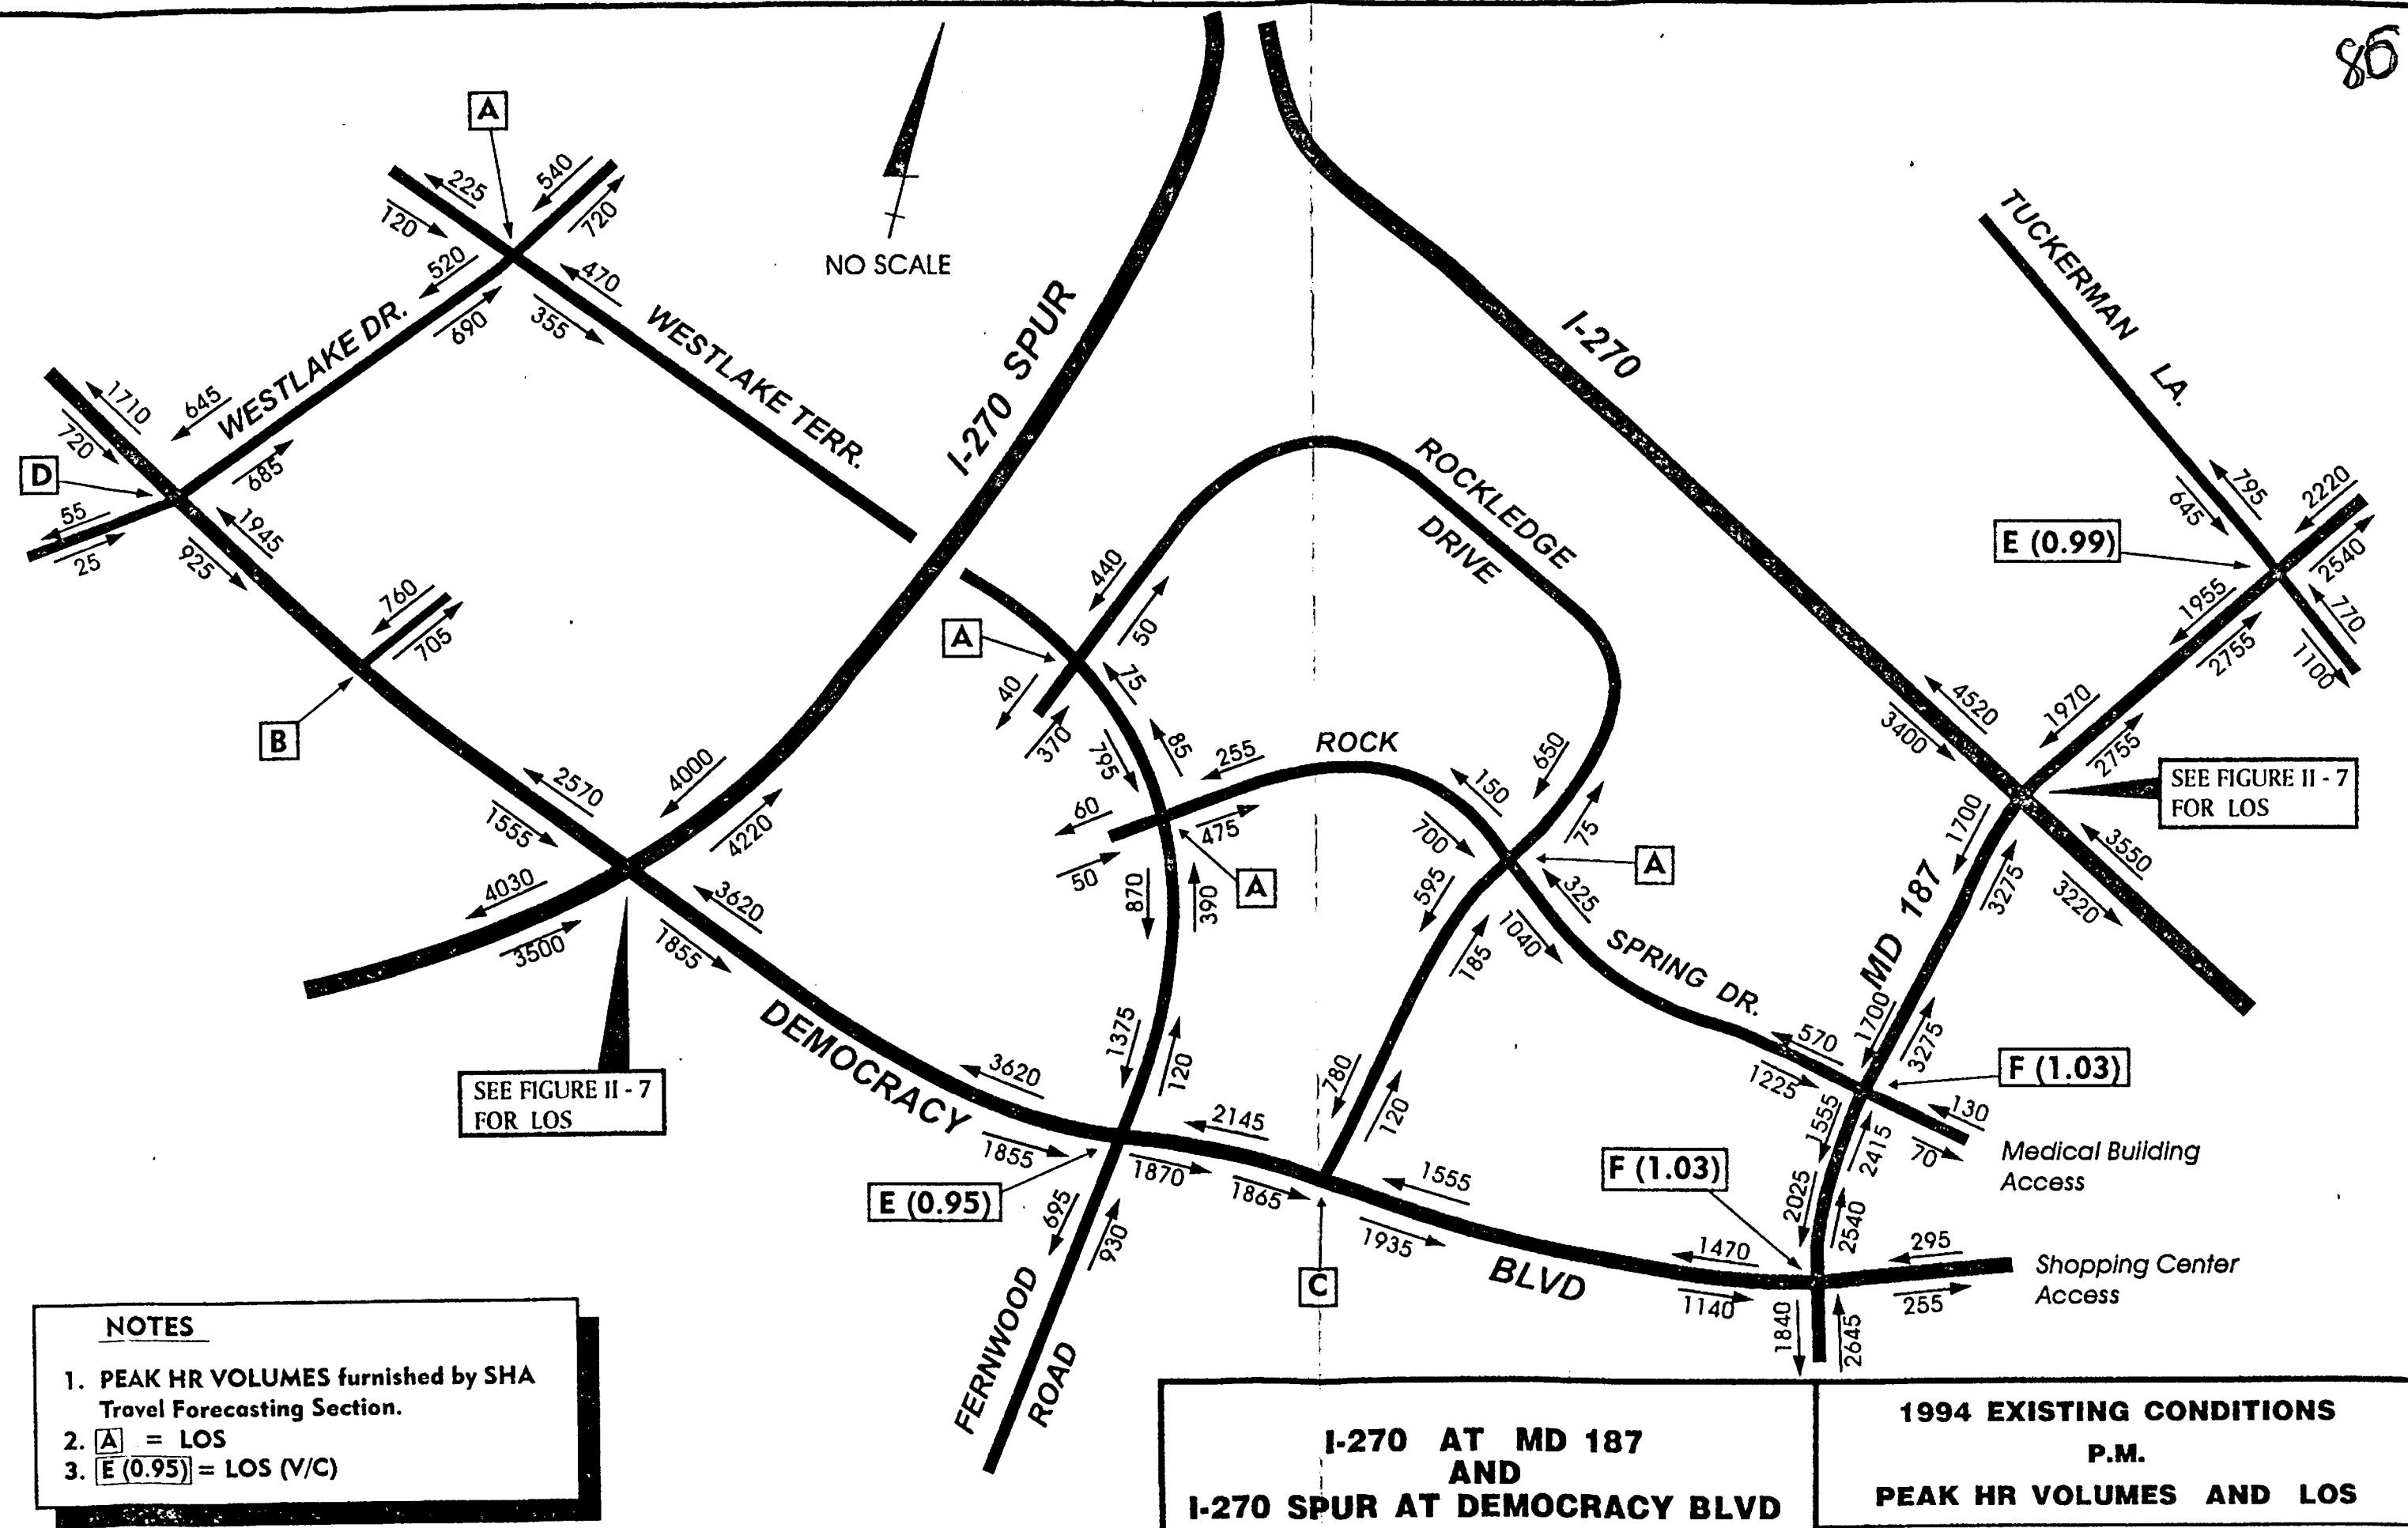 86
A
225
540
120
720
520
470
690
355
NO SCALE
WESTLAKE DR.
WESTLAKE TERR.
I-270 SPUR
I-270
TUCKERMAN LA.
1710
720
645
685
D
55
25
1945
925
760
705
B
2570
1555
4000
4220
4030
3500
3620
1855
SEE FIGURE II - 7
FOR LOS
DEMOCRACY
BLVD
ROCKLEDGE
DRIVE
440
50
A
40
370
75
795
85
255
475
60
50
A
870
390
ROCK
150
700
650
75
A
595
185
325
1040
SPRING DR.
795
645
2220
2540
E (0.99)
1955
2755
770
1100
4520
3400
1970
2755
SEE FIGURE II - 7
FOR LOS
1700
3275
3550
3220
MD 187
1700
3275
570
1225
F (1.03)
130
70
Medical Building
Access
1555
2415
1375
120
3620
1855
2145
1870
1865
E (0.95)
695
930
FERNWOOD
ROAD
780
120
C
1555
1935
F (1.03)
2025
2540
1470
1140
295
255
Shopping Center
Access
1840
2645
NOTES
1. PEAK HR VOLUMES furnished by SHA
Travel Forecasting Section.
2. A = LOS
3. E (0.95) = LOS (V/C)
I-270 AT MD 187
AND
I-270 SPUR AT DEMOCRACY BLVD
1994 EXISTING CONDITIONS
P.M.
PEAK HR VOLUMES AND LOS